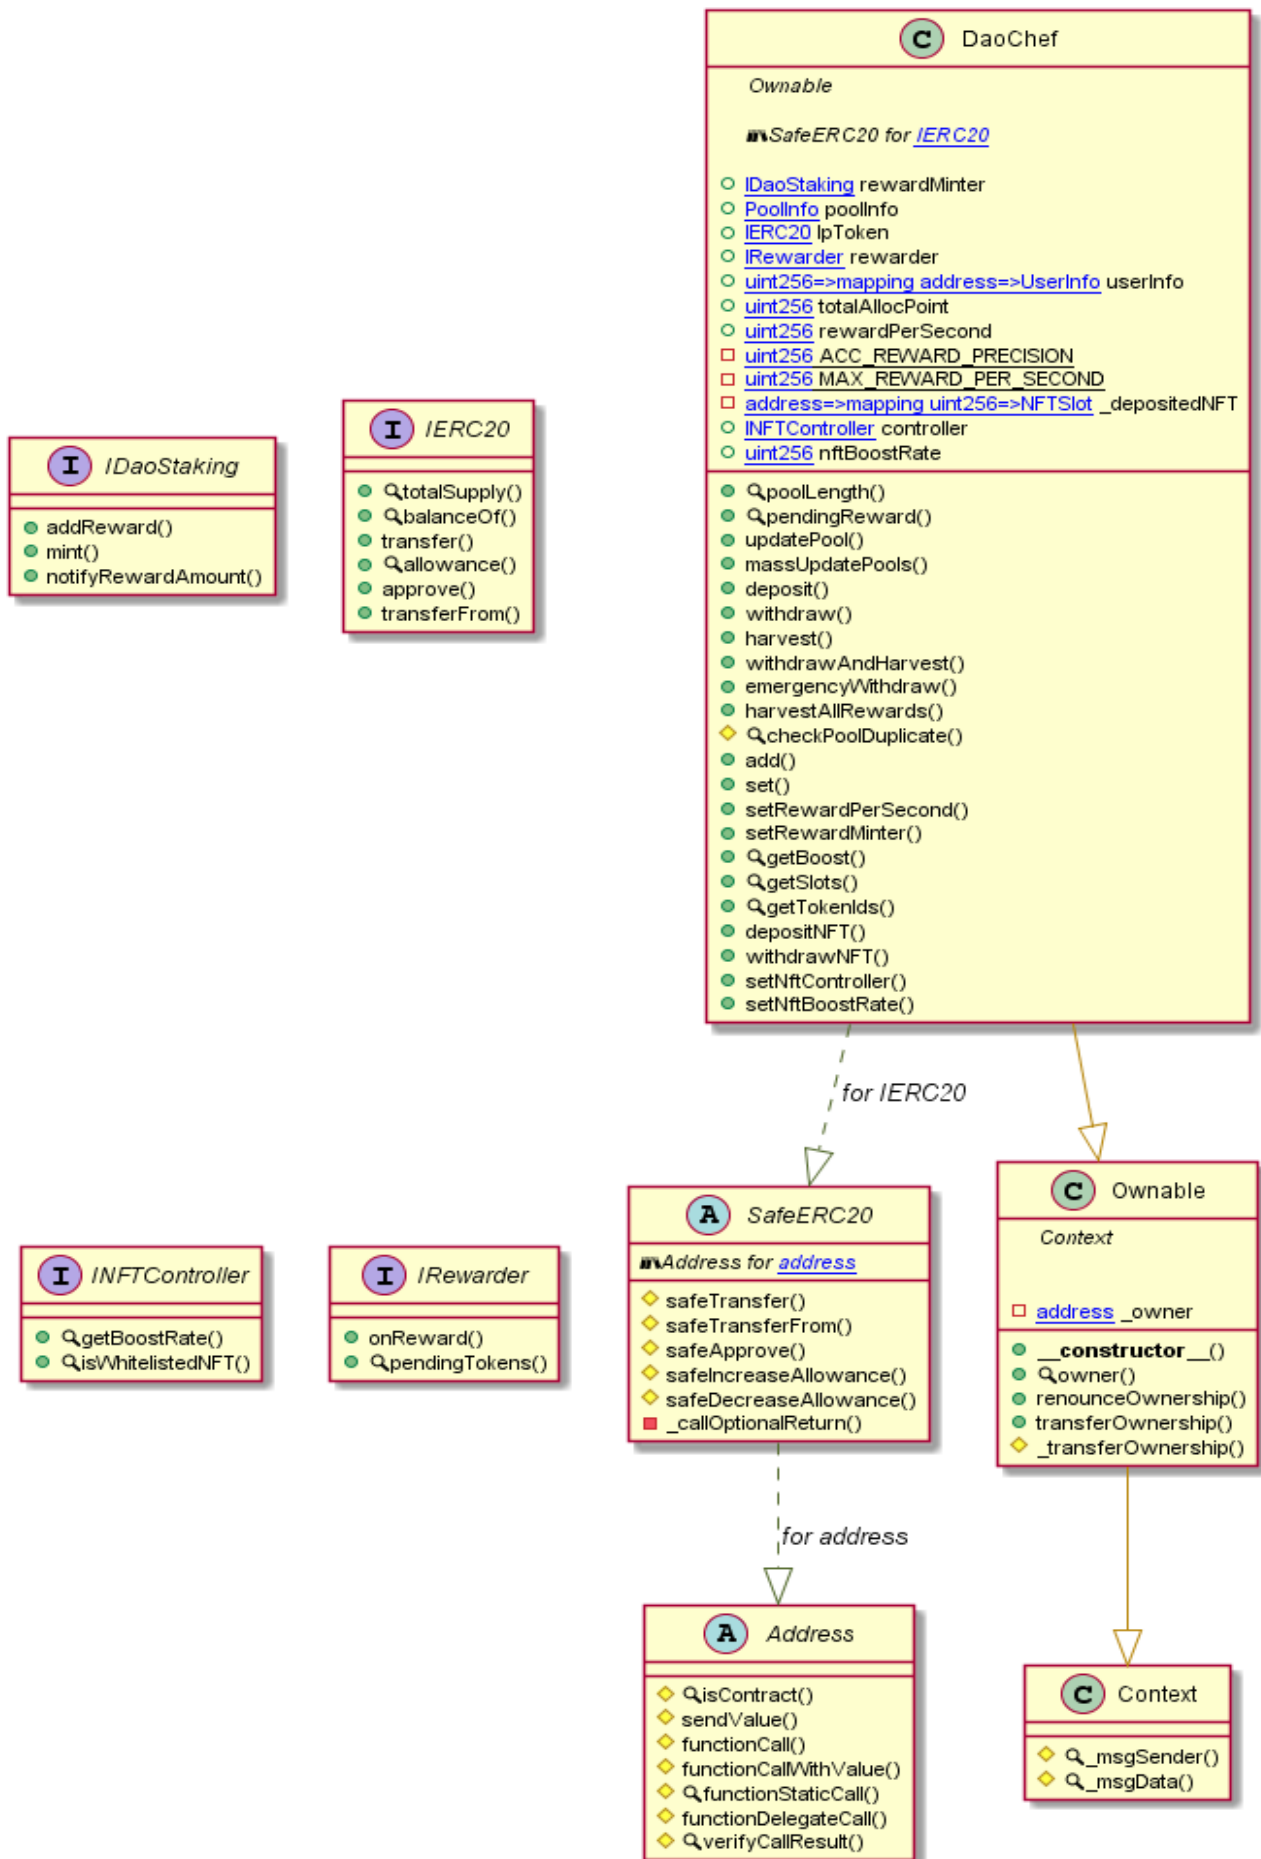 C DaoChef
Ownable
SafeERC20 for IERC20
IDaoStaking rewardMinter
PoolInfo poolInfo
IERC20 lpToken
IRewarder rewarder
uint256=>mapping address=>UserInfo userInfo
uint256 totalAllocPoint
uint256 rewardPerSecond
uint256 ACC_REWARD_PRECISION
uint256 MAX_REWARD_PER_SECOND
address=>mapping uint256=>NFTSlot _depositedNFT
INFTController controller
uint256 nftBoostRate
poolLength()
pendingReward()
updatePool()
massUpdatePools()
deposit()
withdraw()
harvest()
withdrawAndHarvest()
emergencyWithdraw()
harvestAllRewards()
checkPoolDuplicate()
add()
set()
setRewardPerSecond()
setRewardMinter()
getBoost()
getSlots()
getTokenIds()
depositNFT()
withdrawNFT()
setNftController()
setNftBoostRate()
I IDaoStaking
addReward()
mint()
notifyRewardAmount()
I IERC20
totalSupply()
balanceOf()
transfer()
allowance()
approve()
transferFrom()
for IERC20
I INFTController
getBoostRate()
isWhitelistedNFT()
I IRewarder
onReward()
pendingTokens()
A SafeERC20
Address for address
safeTransfer()
safeTransferFrom()
safeApprove()
safeIncreaseAllowance()
safeDecreaseAllowance()
_callOptionalReturn()
C Ownable
Context
address _owner
__constructor__()
owner()
renounceOwnership()
transferOwnership()
_transferOwnership()
for address
A Address
isContract()
sendValue()
functionCall()
functionCallWithValue()
functionStaticCall()
functionDelegateCall()
verifyCallResult()
C Context
_msgSender()
_msgData()